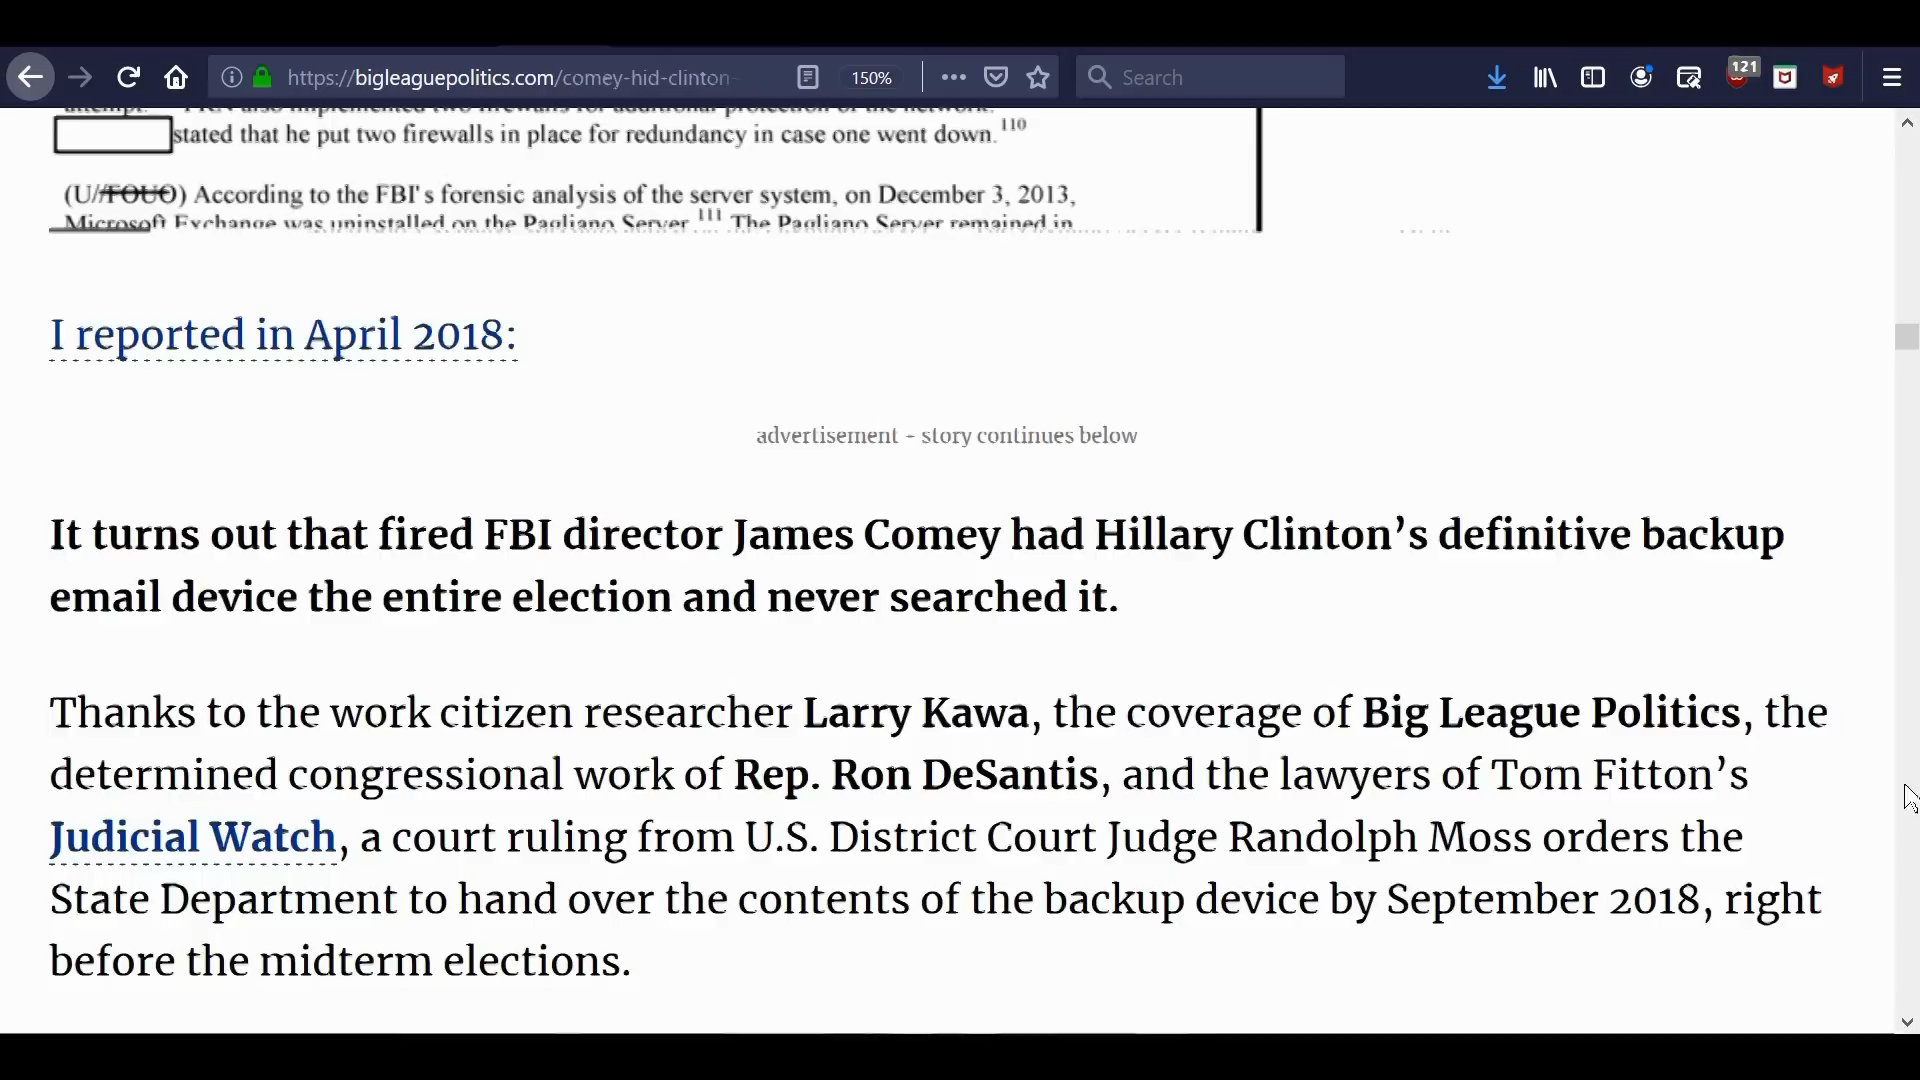 https://bigleaguepolitics.com/comey-hid-clinton-
150%
Search
121
stated that he put two firewalls in place for redundancy in case one went down.110
(U//FOUO) According to the FBI's forensic analysis of the server system, on December 3, 2013,
Microsoft Exchange was uninstalled on the Pagliano Server.111 The Pagliano Server remained in
I reported in April 2018:
advertisement - story continues below
It turns out that fired FBI director James Comey had Hillary Clinton’s definitive backup
email device the entire election and never searched it.
Thanks to the work citizen researcher Larry Kawa, the coverage of Big League Politics, the
determined congressional work of Rep. Ron DeSantis, and the lawyers of Tom Fitton’s
Judicial Watch, a court ruling from U.S. District Court Judge Randolph Moss orders the
State Department to hand over the contents of the backup device by September 2018, right
before the midterm elections.